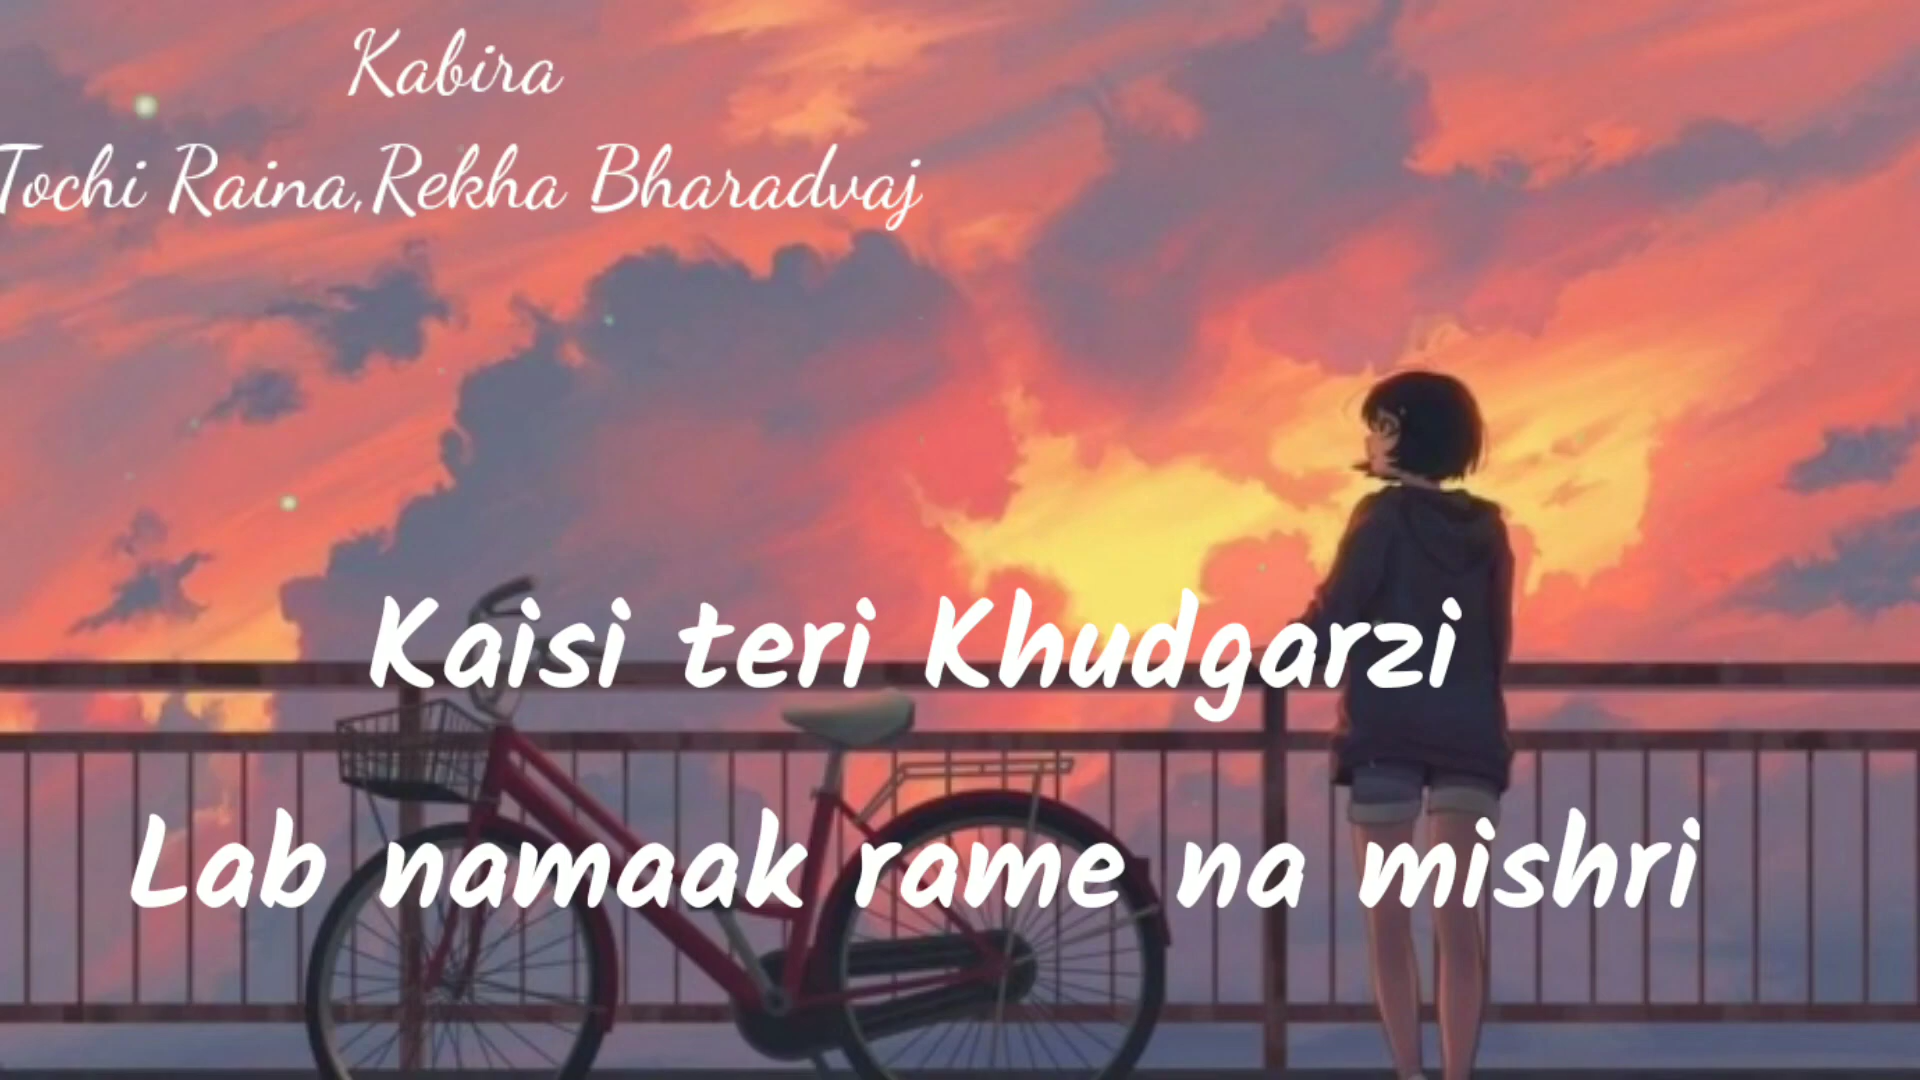 Kabira
Tochi Raina,Rekha Bharadvaj
Kaisi teri Khudgarzi
Lab namaak rame na mishri